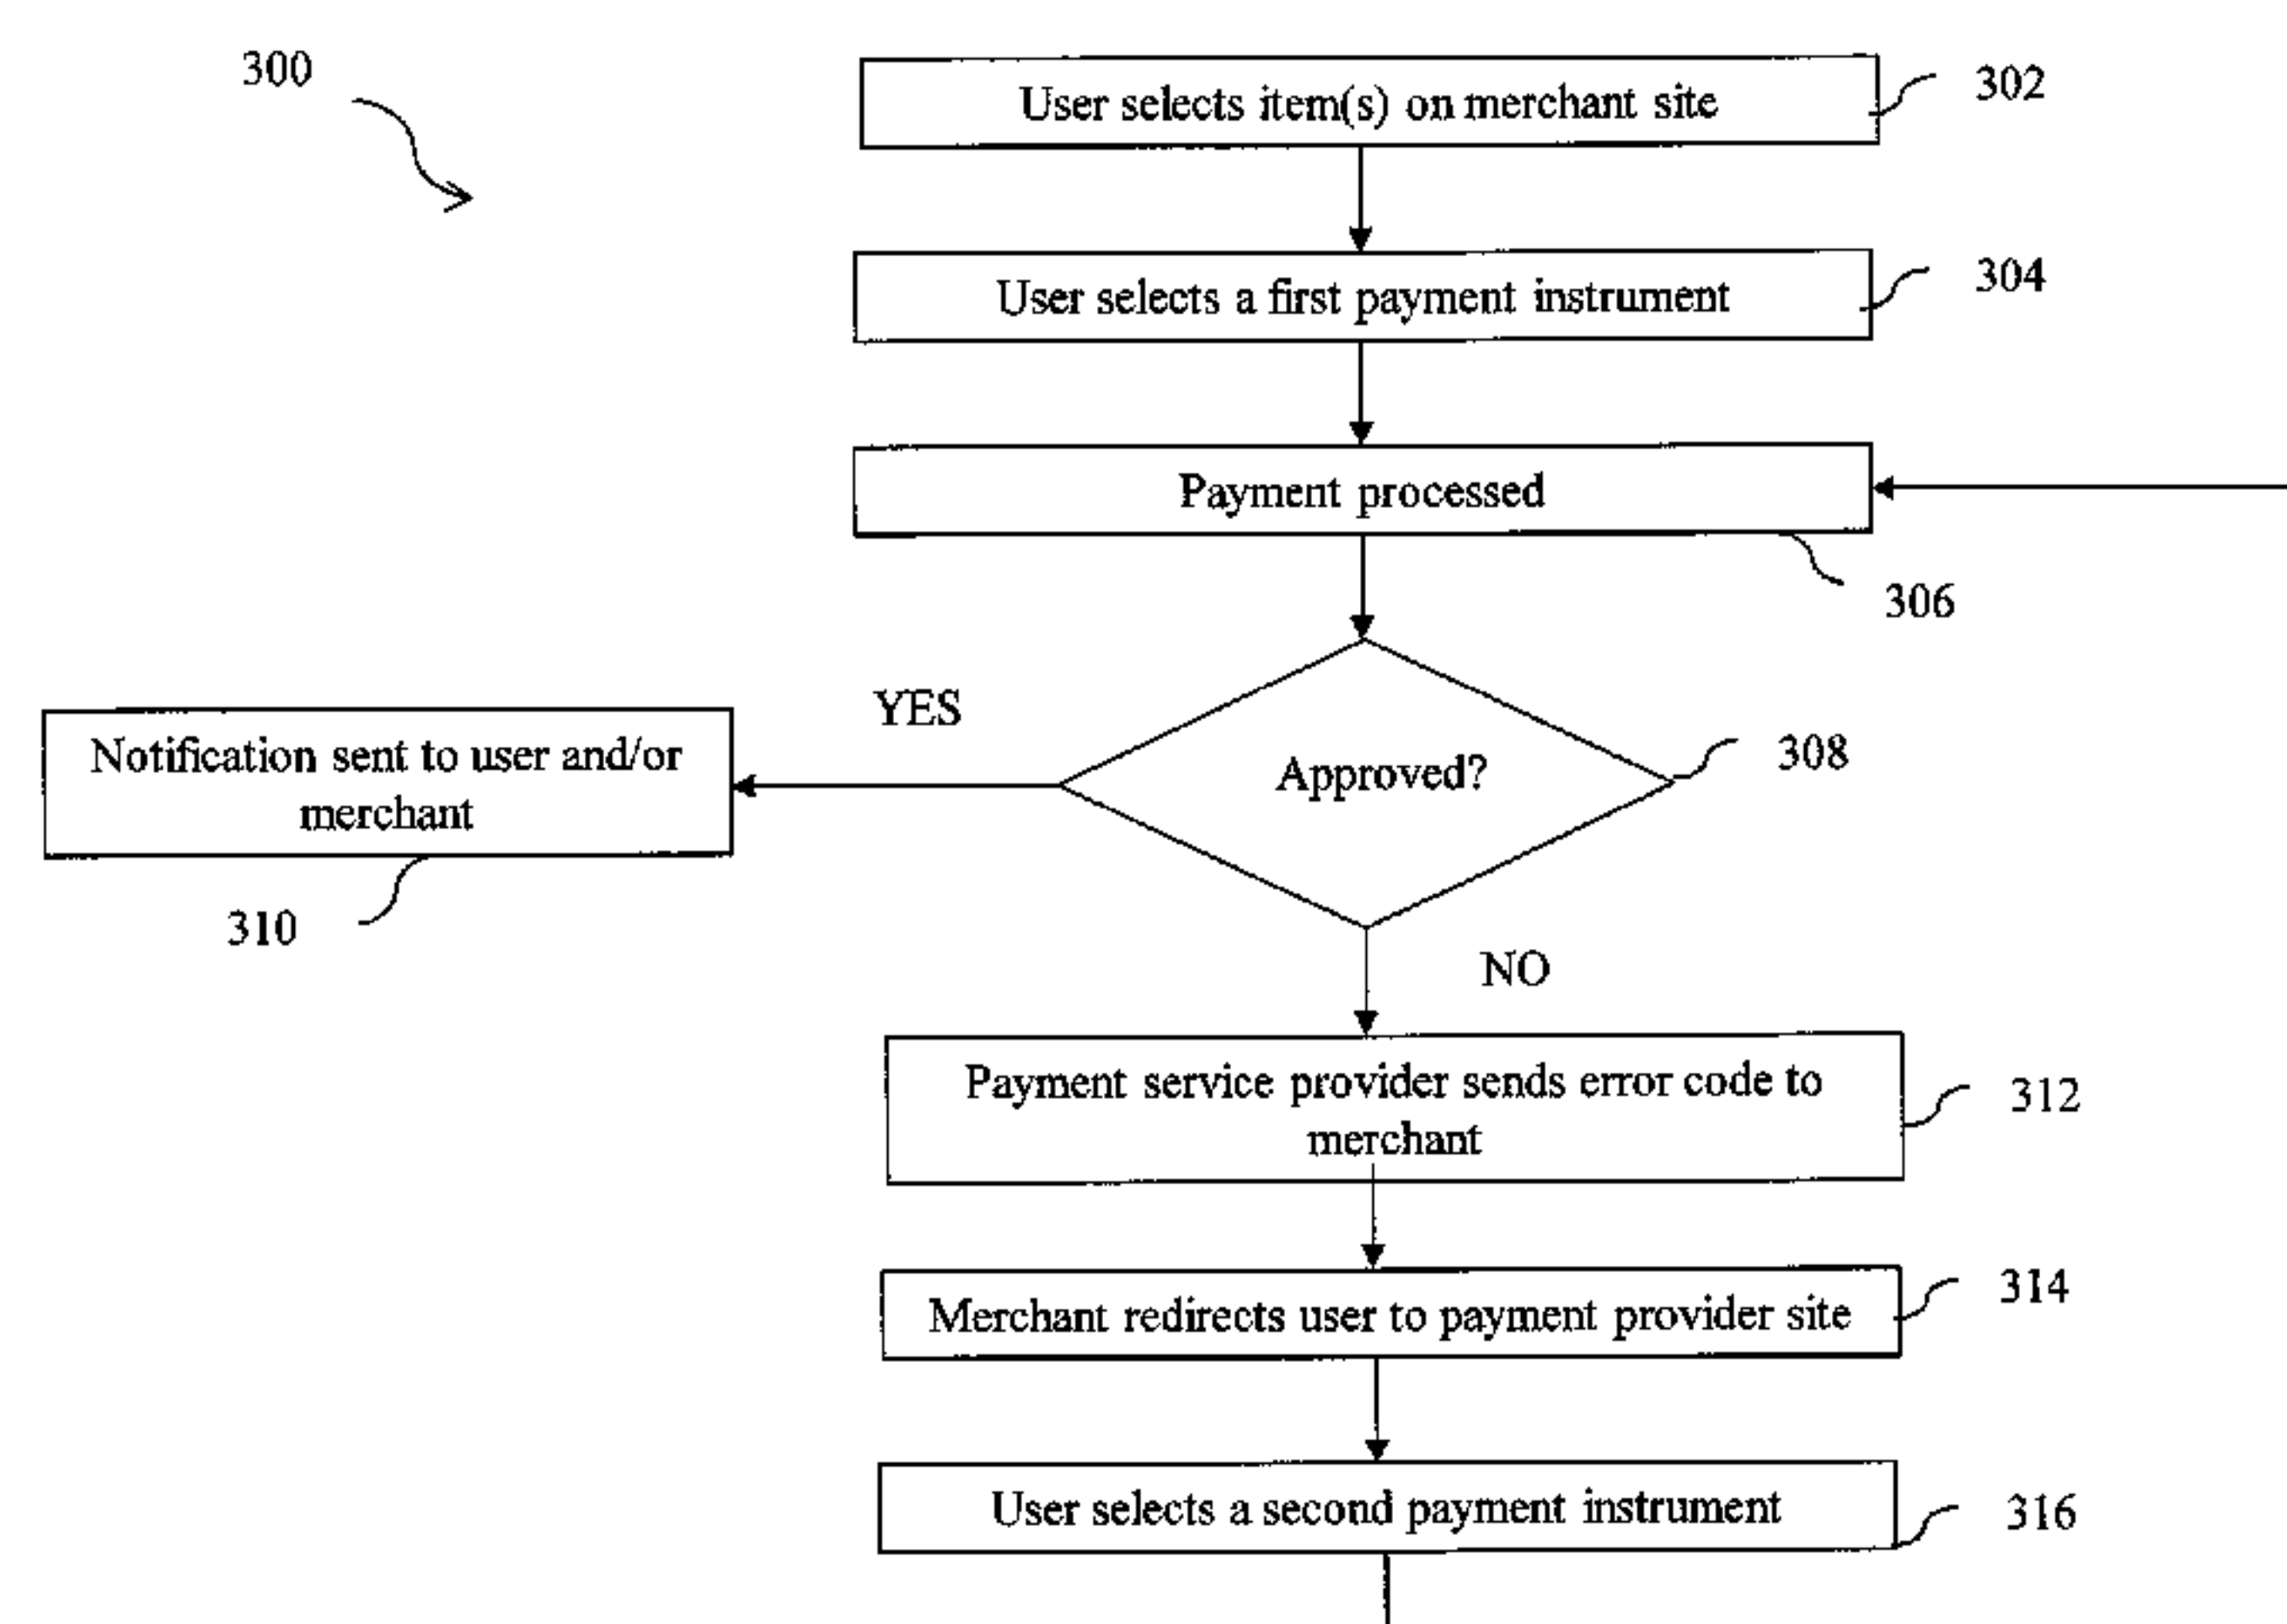 300
User selects item(s) on merchant site
302
User selects a first payment instrument
304
Payment processed
306
YES
Notification sent to user and/or
merchant
310
Approved?
308
NO
Payment service provider sends error code to
merchant
312
Merchant redirects user to payment provider site
314
User selects a second payment instrument
316